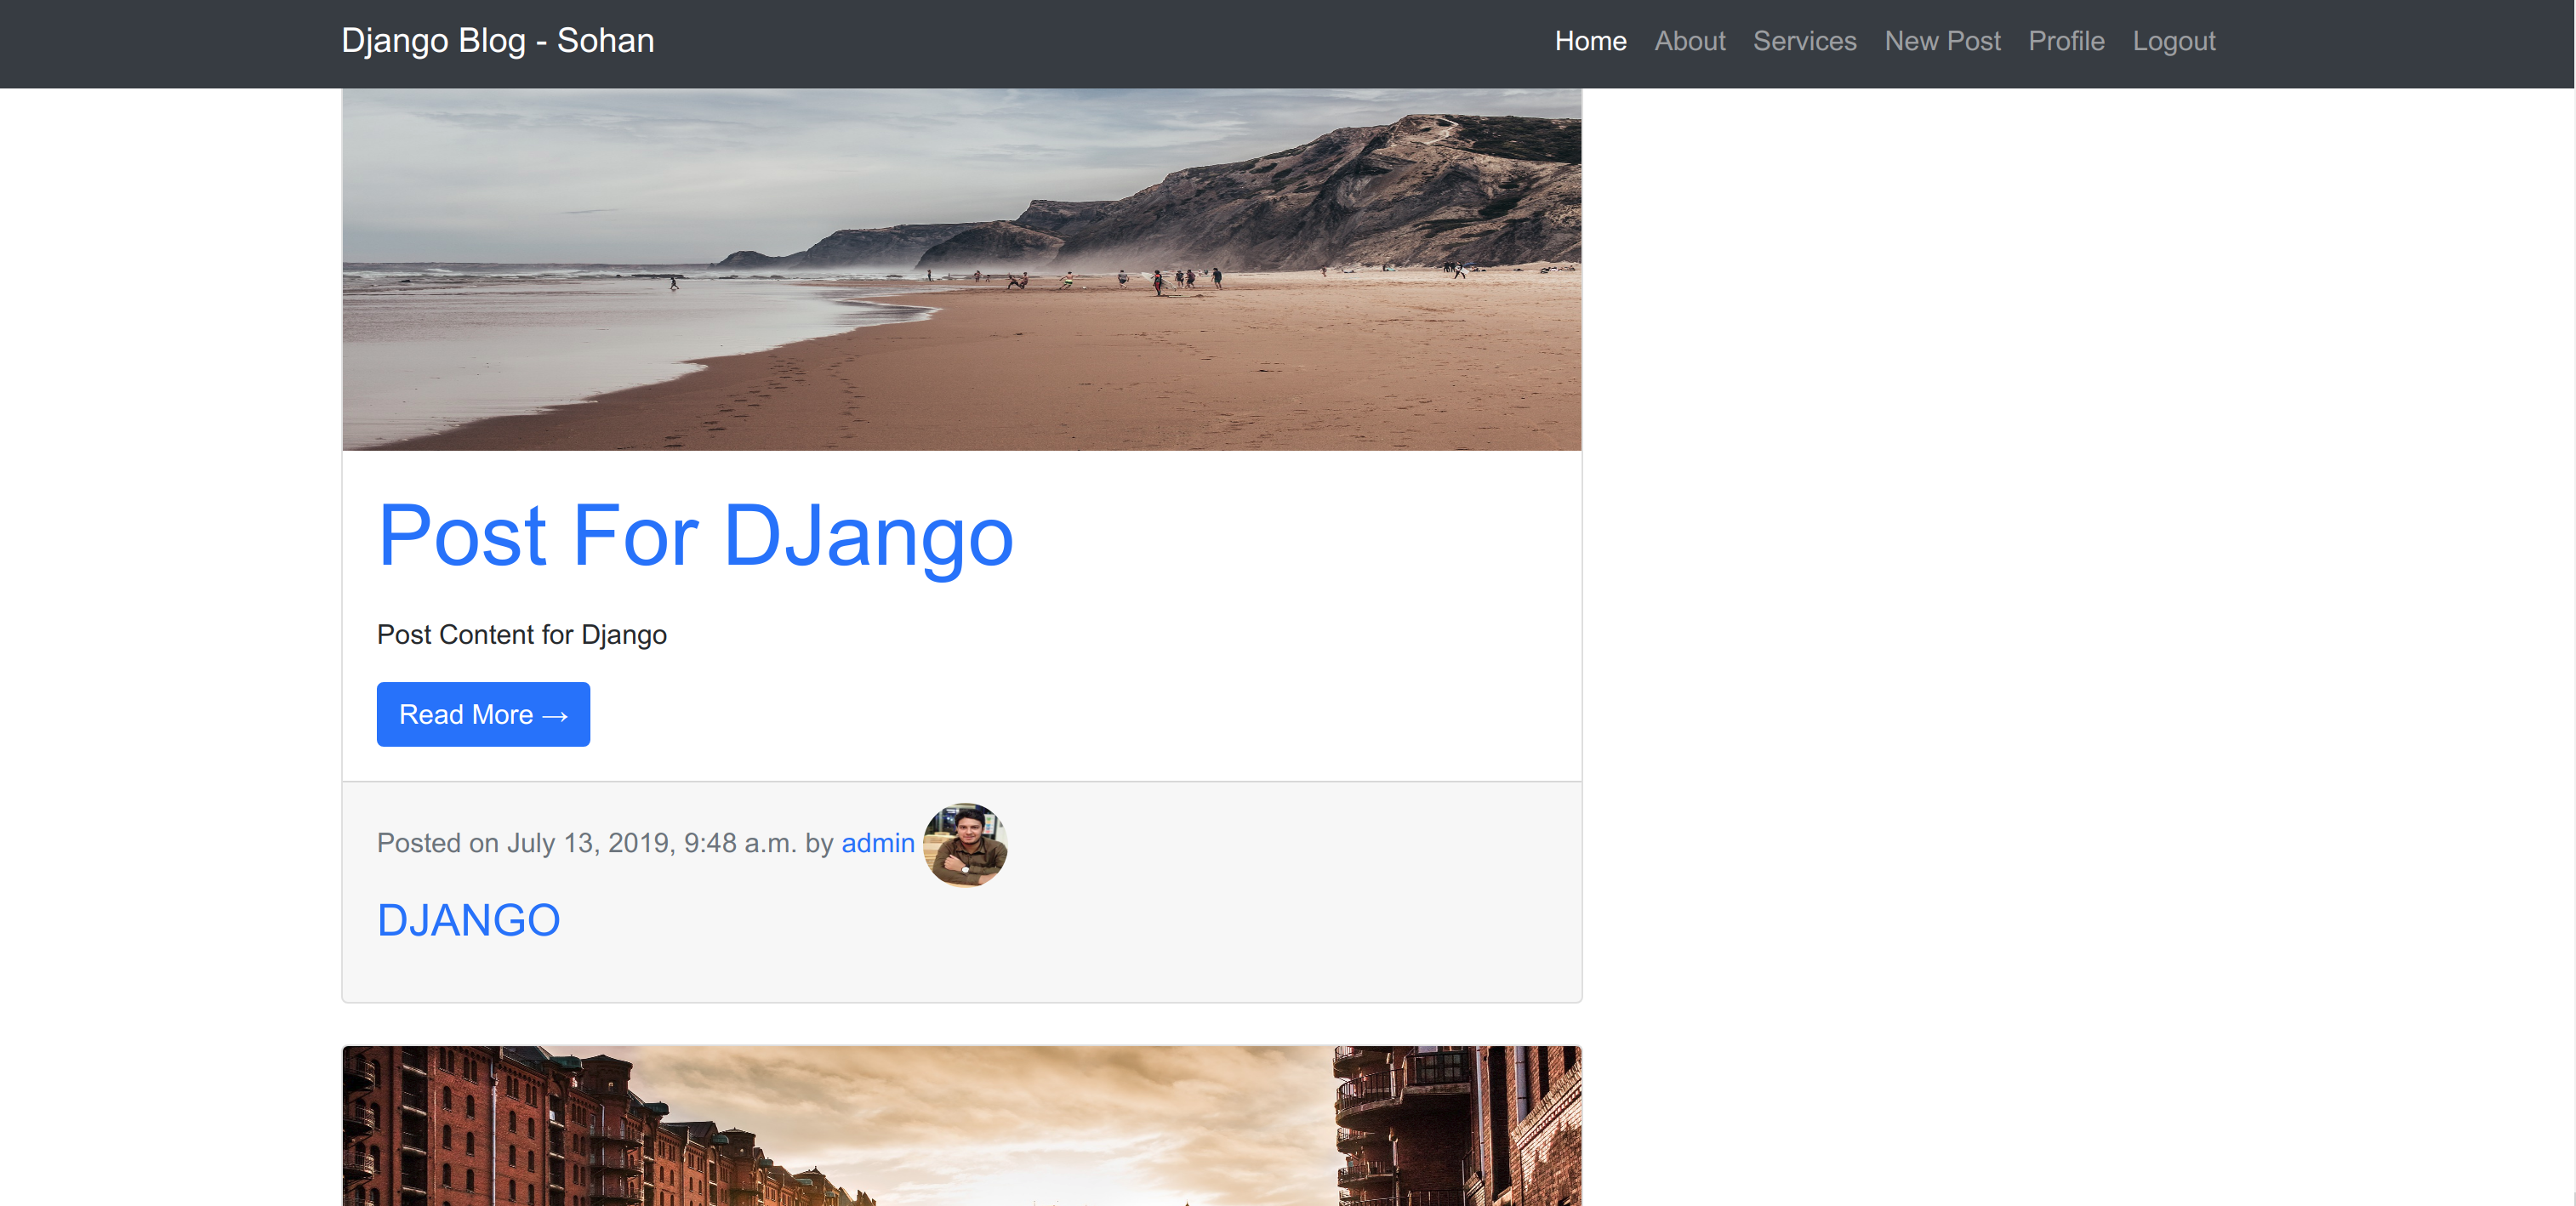 Django Blog - Sohan
Home About Services New Post Profile Logout
Post For DJango
Post Content for Django
Read More →
Posted on July 13, 2019, 9:48 a.m. by admin
DJANGO